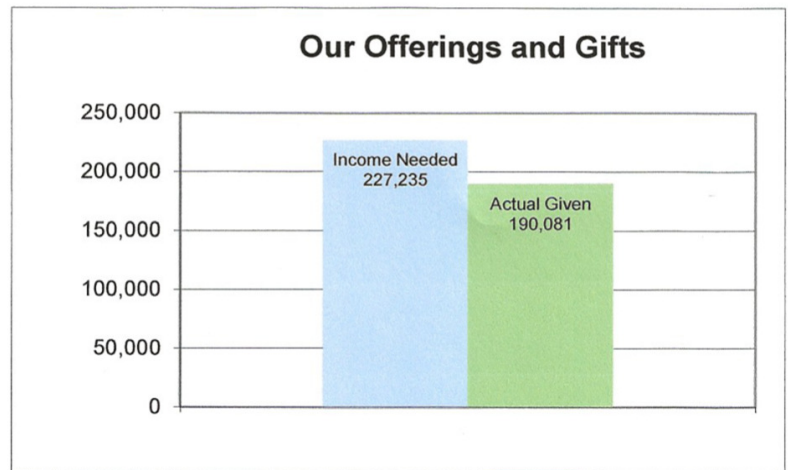 Our Offerings and Gifts
250,000
200,000
150,000
100,000
50,000
0
Income Needed
227,235
Actual Given
190,081